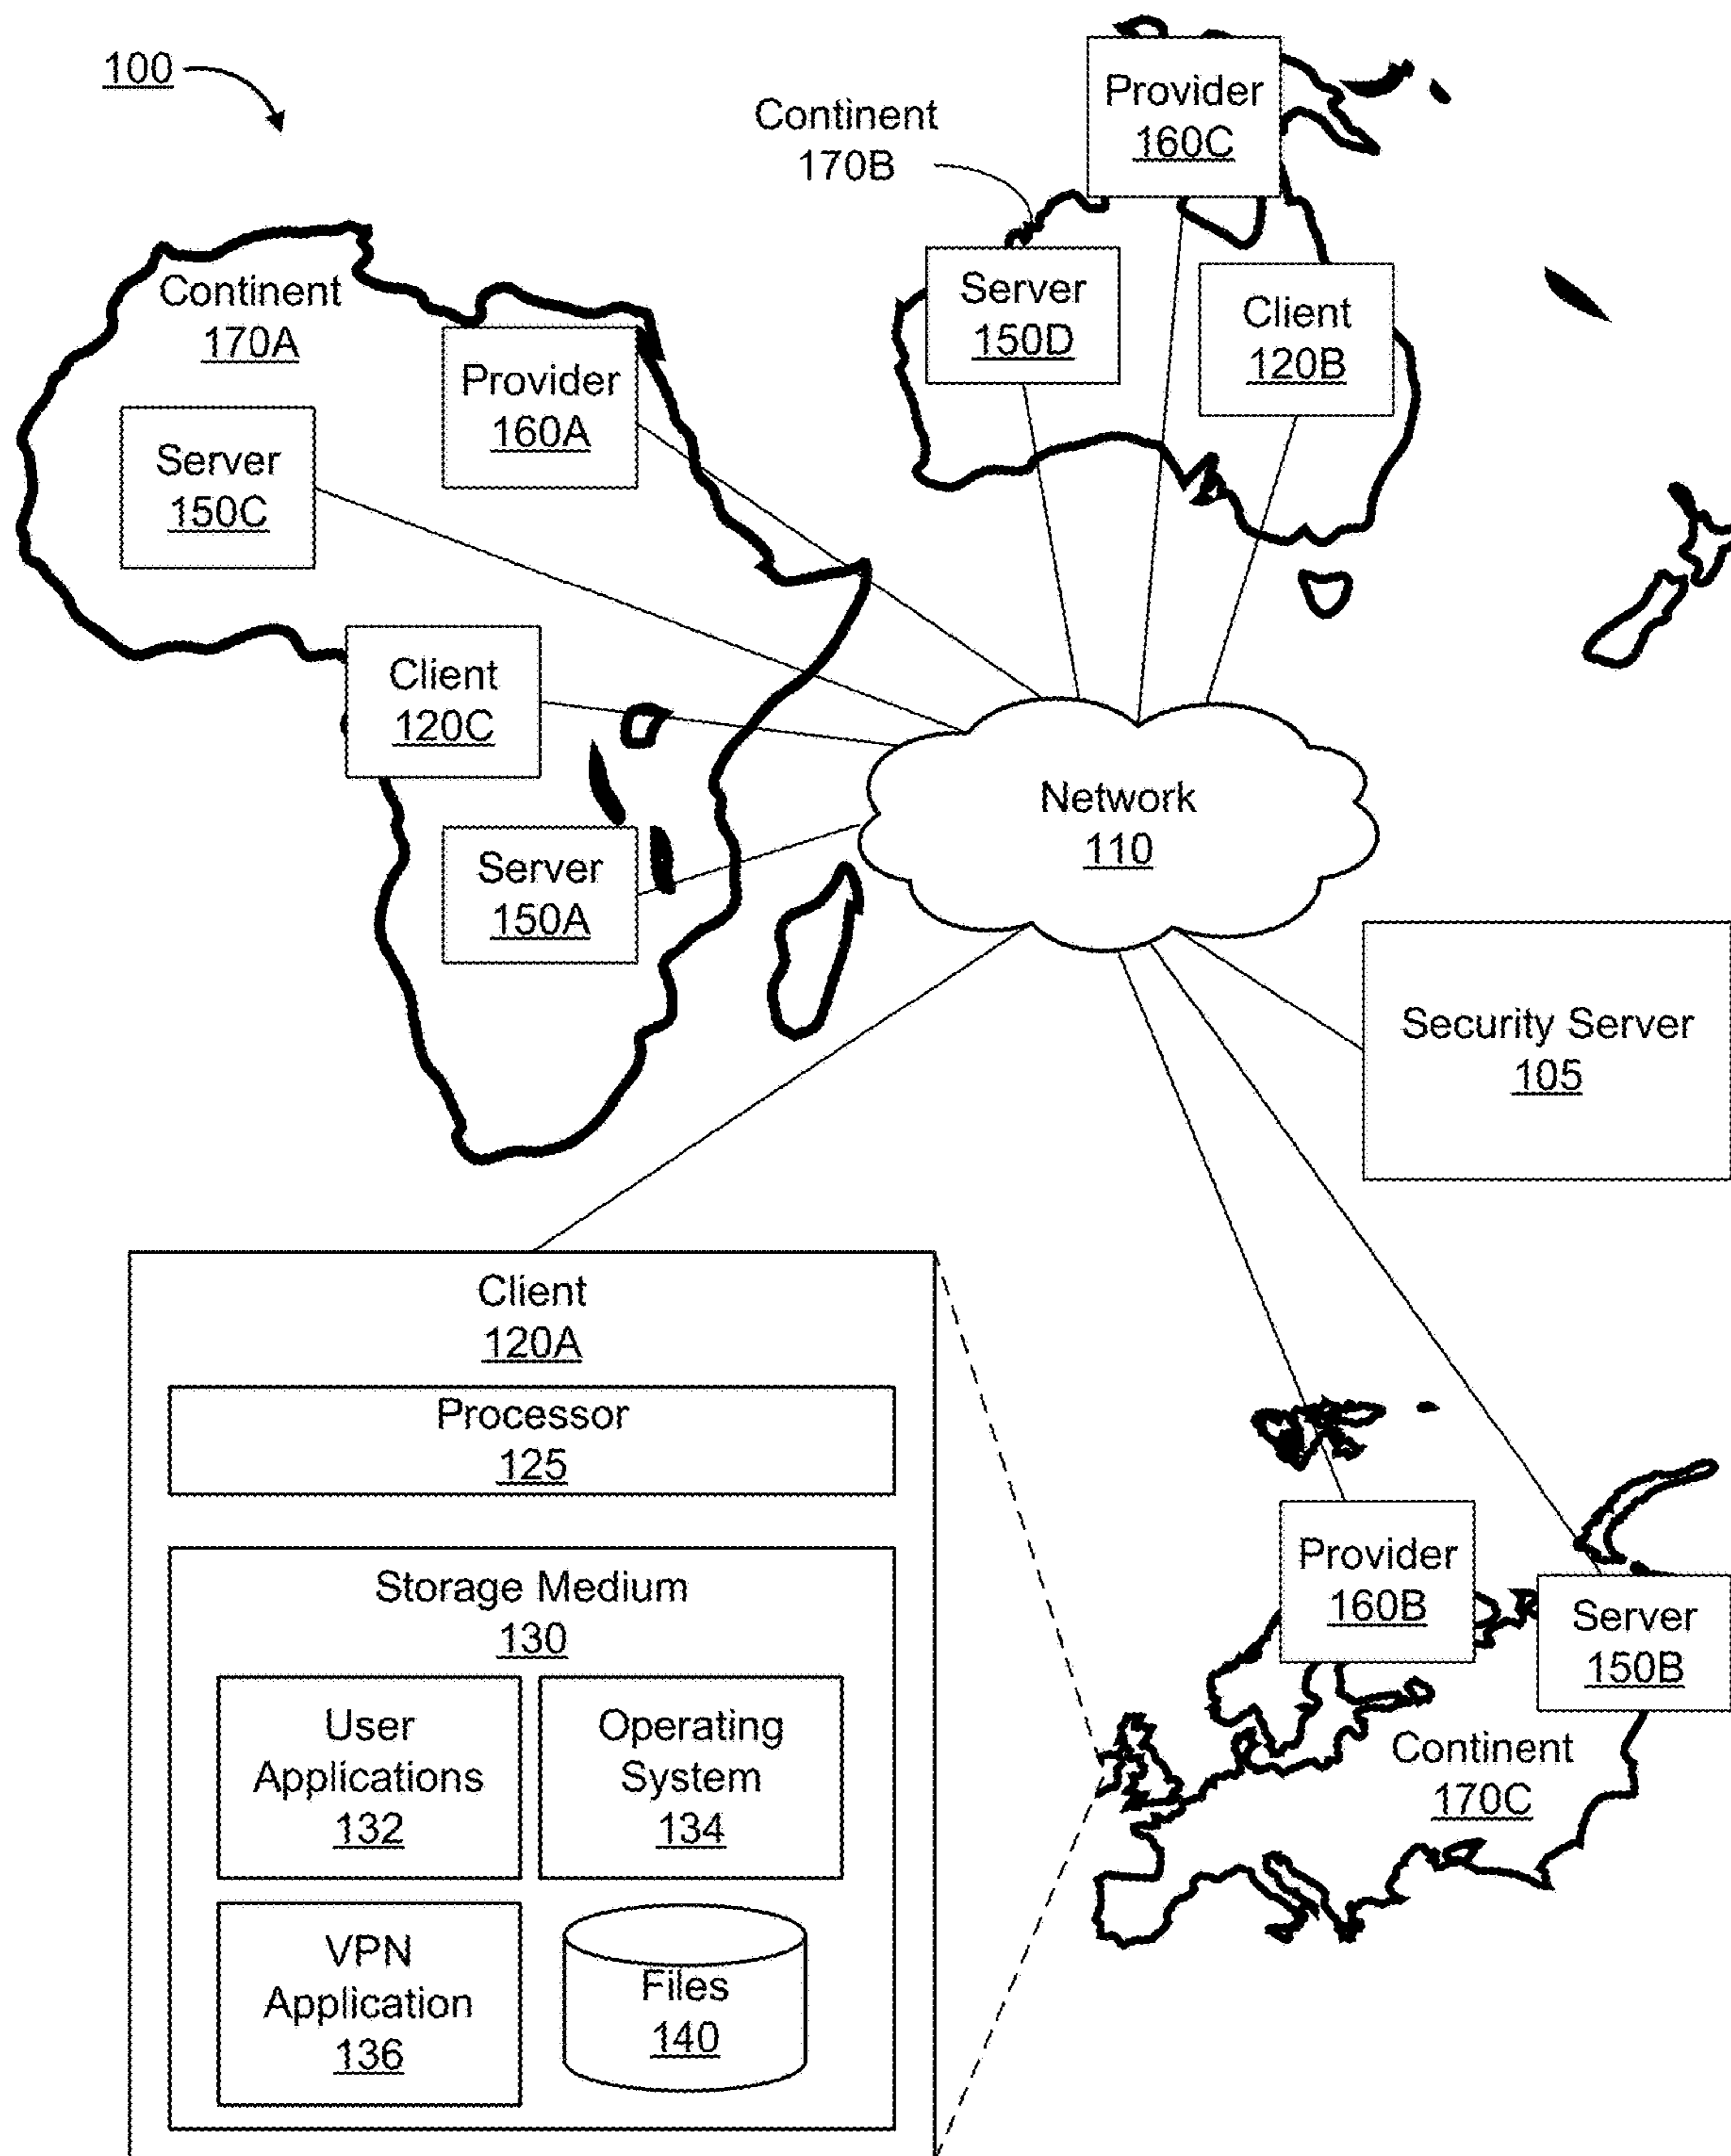 100
Continent
170B
Provider
160C
Continent
170A
Provider
160A
Server
150D
Client
120B
Server
150C
Client
120C
Server
150A
Network
110
Security Server
105
Client
120A
Processor
125
Storage Medium
130
User
Applications
132
Operating
System
134
VPN
Application
136
Files
140
Provider
160B
Server
150B
Continent
170C